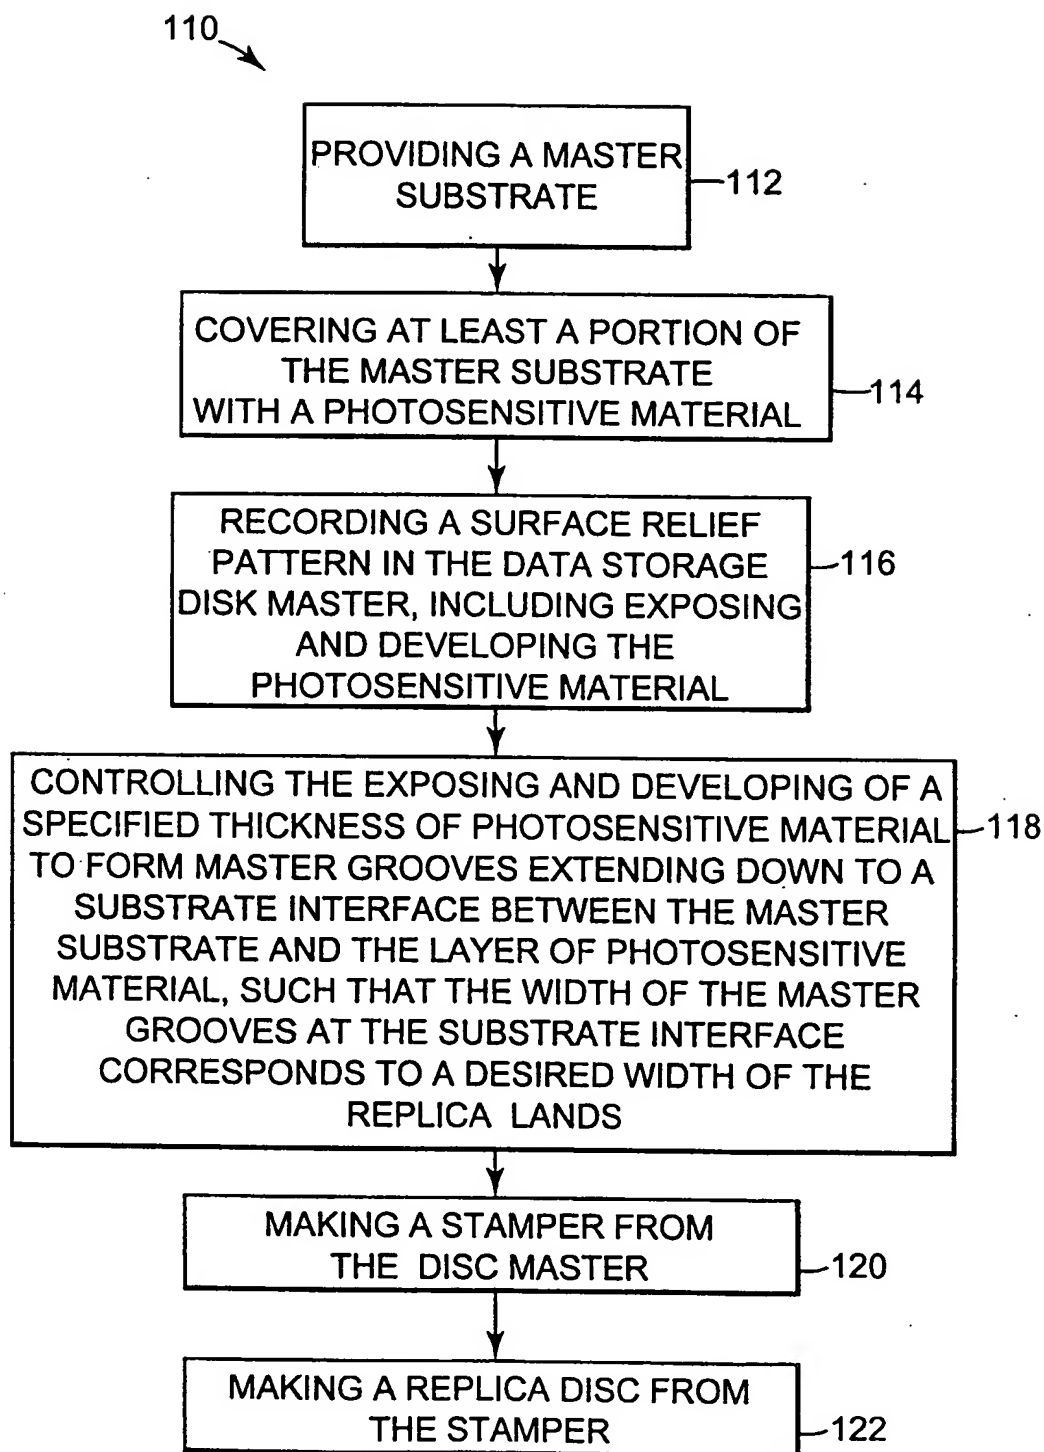 110
PROVIDING A MASTER
SUBSTRATE
112
COVERING AT LEAST A PORTION OF
THE MASTER SUBSTRATE
WITH A PHOTOSENSITIVE MATERIAL
114
RECORDING A SURFACE RELIEF
PATTERN IN THE DATA STORAGE
DISK MASTER, INCLUDING EXPOSING
AND DEVELOPING THE
PHOTOSENSITIVE MATERIAL
116
CONTROLLING THE EXPOSING AND DEVELOPING OF A
SPECIFIED THICKNESS OF PHOTOSENSITIVE MATERIAL
TO FORM MASTER GROOVES EXTENDING DOWN TO A
SUBSTRATE INTERFACE BETWEEN THE MASTER
SUBSTRATE AND THE LAYER OF PHOTOSENSITIVE
MATERIAL, SUCH THAT THE WIDTH OF THE MASTER
GROOVES AT THE SUBSTRATE INTERFACE
CORRESPONDS TO A DESIRED WIDTH OF THE
REPLICA LANDS
118
MAKING A STAMPER FROM
THE DISC MASTER
120
MAKING A REPLICA DISC FROM
THE STAMPER
122